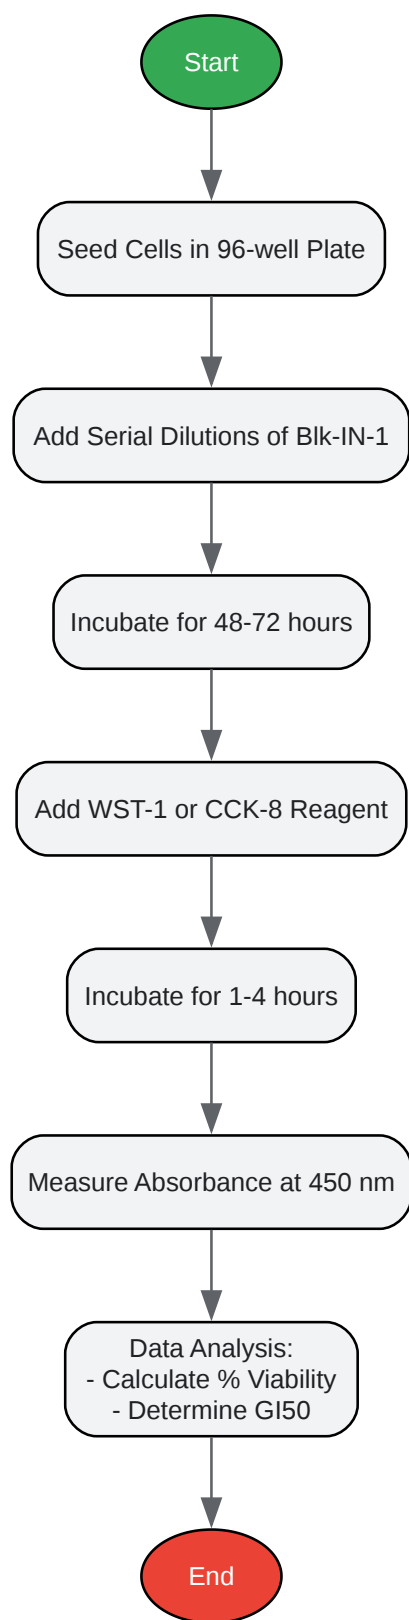 Start
Seed Cells in 96-well Plate
Add Serial Dilutions of Blk-IN-1
Incubate for 48-72 hours
Add WST-1 or CCK-8 Reagent
Incubate for 1-4 hours
Measure Absorbance at 450 nm
Data Analysis:
- Calculate % Viability
- Determine GI50
End